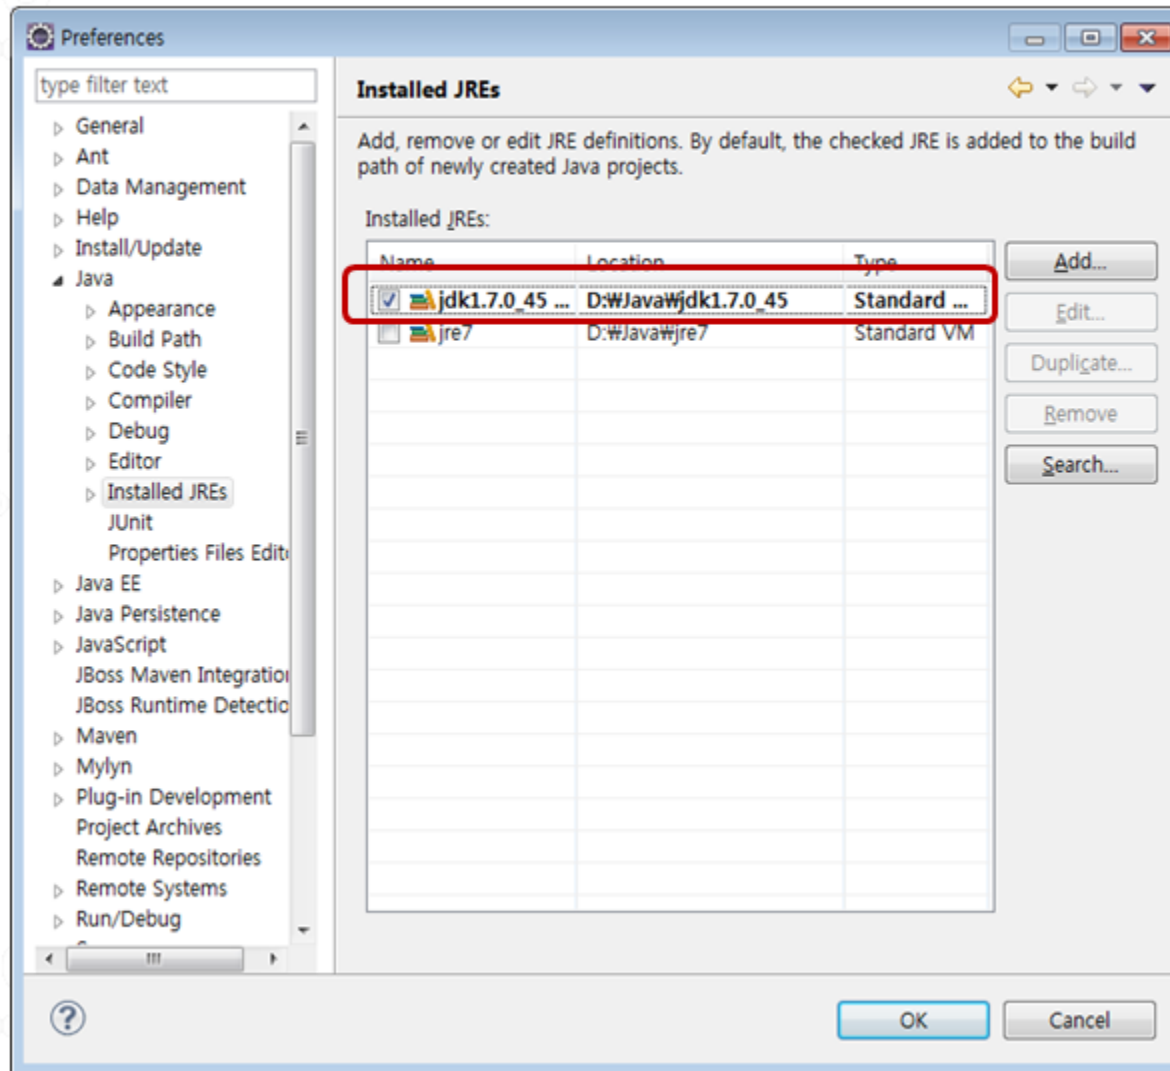 Preferences
type filter text
General
Ant
Data Management
Help
Install/Update
Java
Appearance
Build Path
Code Style
Compiler
Debug
Editor
Installed JREs
JUnit
Properties Files Edit
Java EE
Java Persistence
JavaScript
JBoss Maven Integration
JBoss Runtime Detectio
Maven
Mylyn
Plug-in Development
Project Archives
Remote Repositories
Remote Systems
Run/Debug
Installed JREs
Add, remove or edit JRE definitions. By default, the checked JRE is added to the build
path of newly created Java projects.
Installed JREs:
Name Location Type
jdk1.7.0_45 ... D:₩Java₩jdk1.7.0_45 Standard ...
jre7 D:₩Java₩jre7 Standard VM
Add...
Edit...
Duplicate...
Remove
Search...
OK Cancel